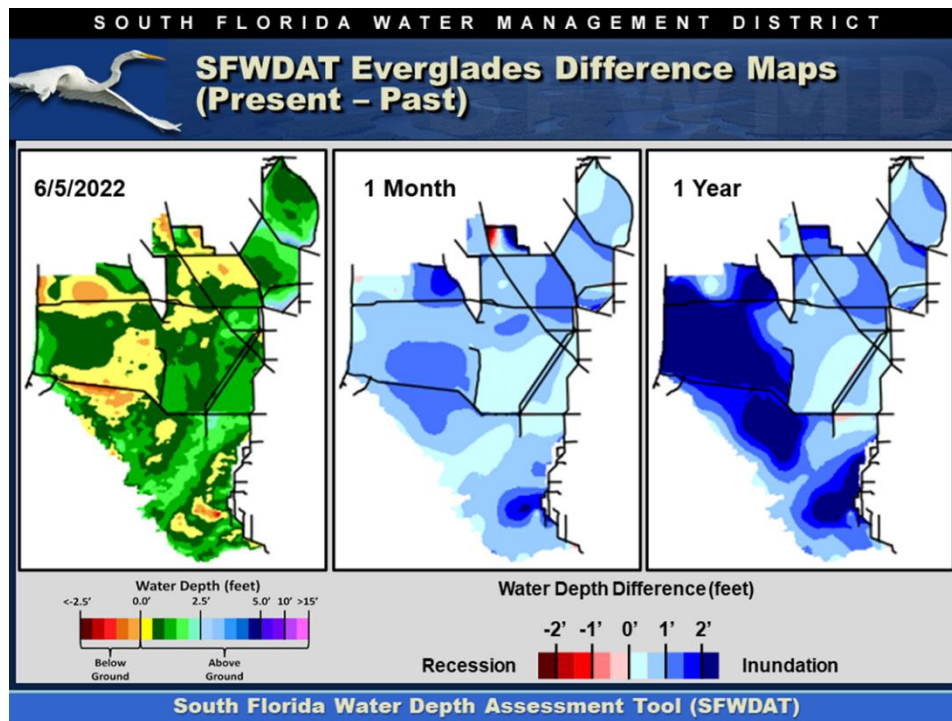 SOUTH FLORIDA WATER MANAGEMENT DISTRICT
SFWDAT Everglades Difference Maps
(Present – Past)
SFWMD
6/5/2022
1 Month
1 Year
Water Depth (feet)
<-2.5' 0.0' 2.5' 5.0' 10' >15'
Below
Ground
Above
Ground
Water Depth Difference (feet)
-2' -1' 0' 1' 2'
Recession
Inundation
South Florida Water Depth Assessment Tool (SFWDAT)